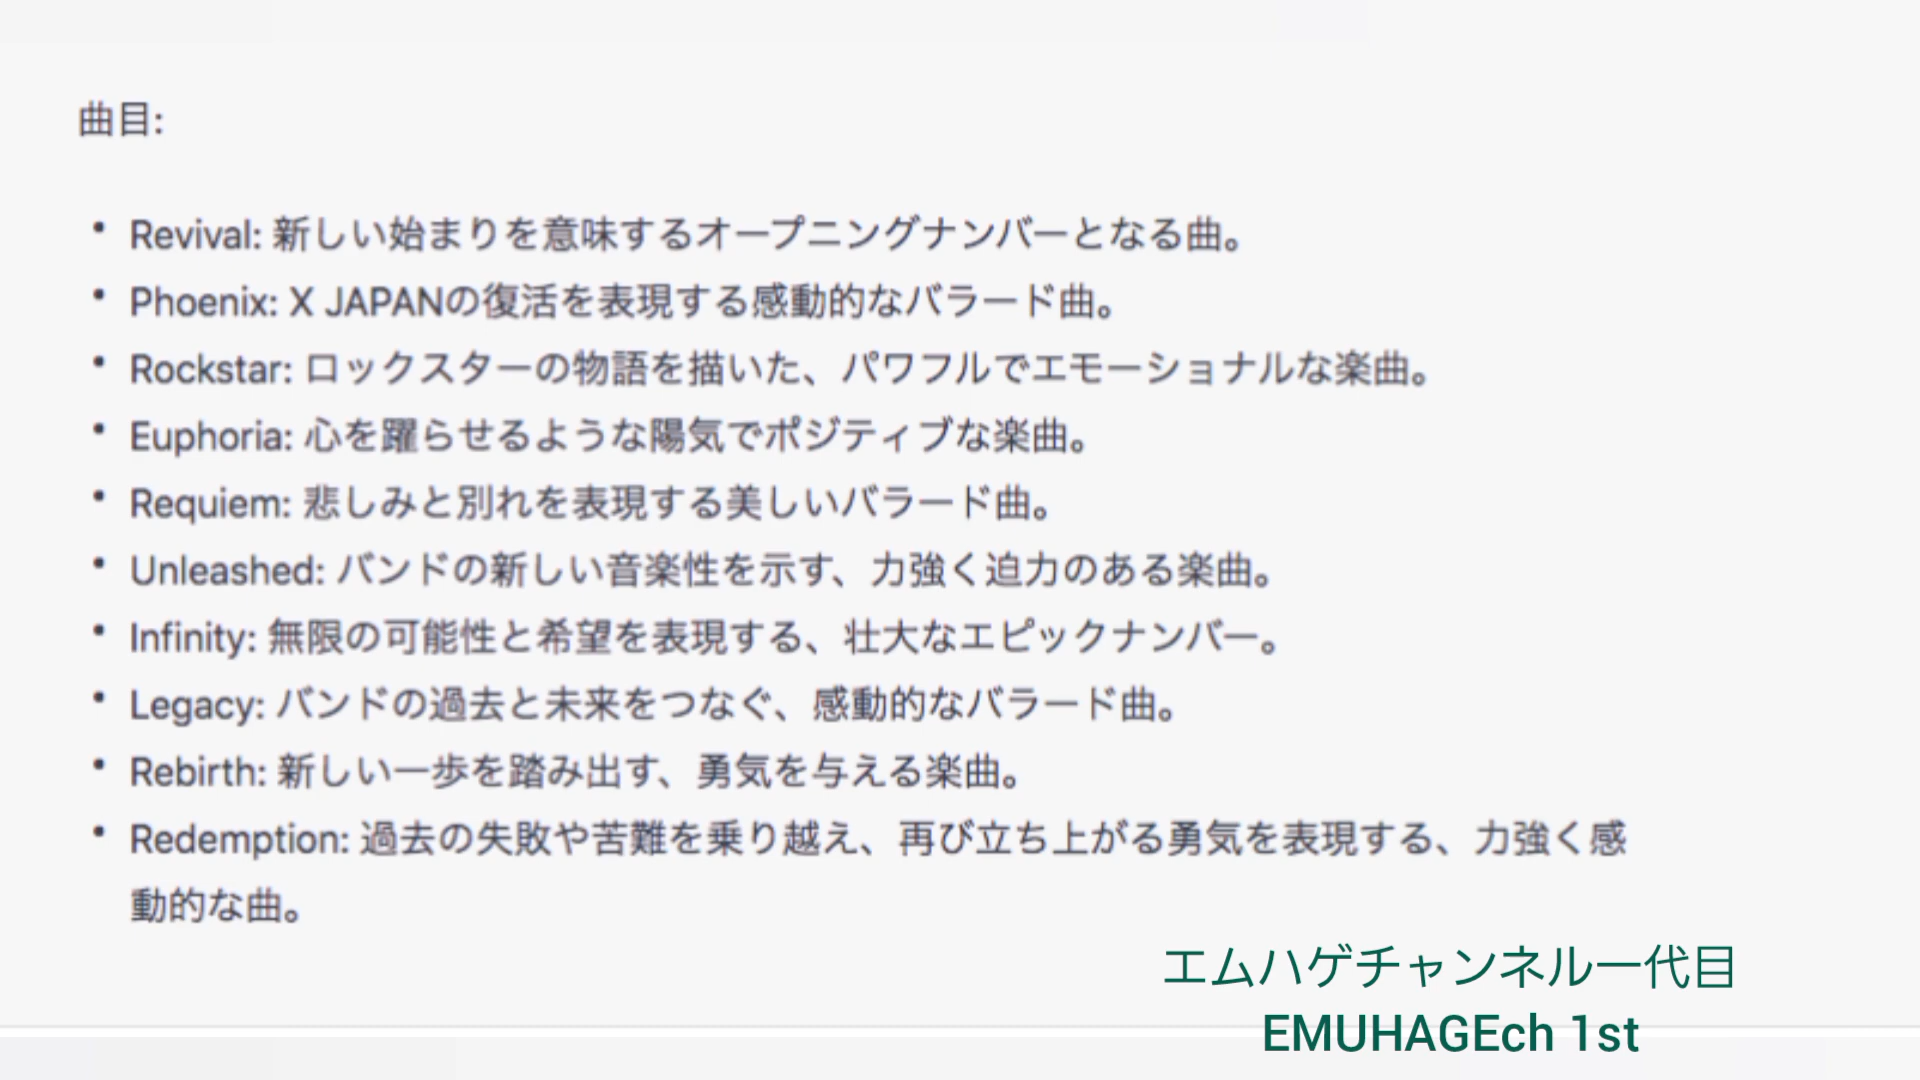 曲目:
• Revival: 新しい始まりを意味するオープニングナンバーとなる曲。
• Phoenix: X JAPANの復活を表現する感動的なバラード曲。
• Rockstar: ロックスターの物語を描いた、パワフルでエモーショナルな楽曲。
• Euphoria: 心を躍らせるような陽気でポジティブな楽曲。
• Requiem: 悲しみと別れを表現する美しいバラード曲。
• Unleashed: バンドの新しい音楽性を示す、力強く迫力のある楽曲。
• Infinity: 無限の可能性と希望を表現する、壮大なエピックナンバー。
• Legacy: バンドの過去と未来をつなぐ、感動的なバラード曲。
• Rebirth: 新しい一歩を踏み出す、勇気を与える楽曲。
• Redemption: 過去の失敗や苦難を乗り越え、再び立ち上がる勇気を表現する、力強く感
動的な曲。
エムハゲチャンネル一代目
EMUHAGEch 1st